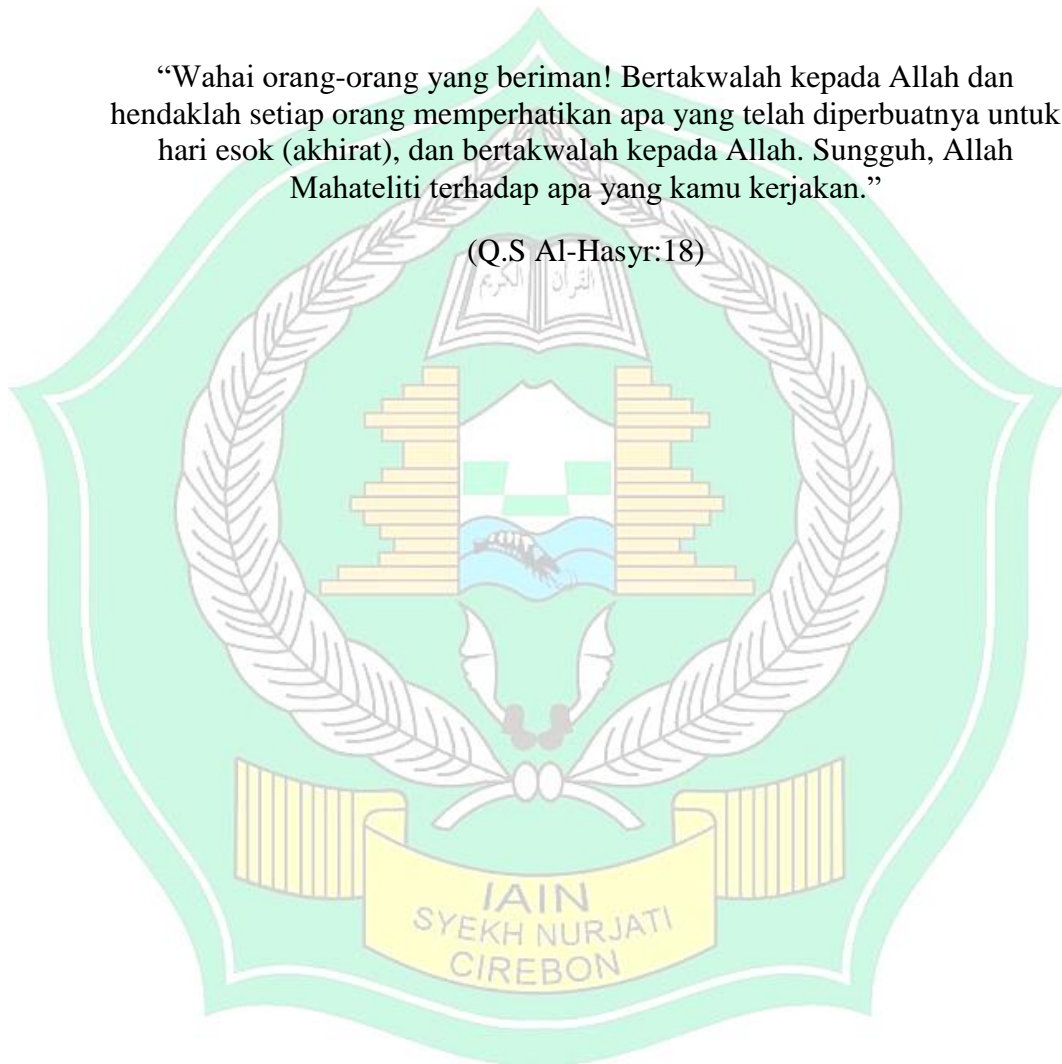 “Wahai orang-orang yang beriman! Bertakwalah kepada Allah dan
hendaklah setiap orang memperhatikan apa yang telah diperbuatnya untuk
hari esok (akhirat), dan bertakwalah kepada Allah. Sungguh, Allah
Mahateliti terhadap apa yang kamu kerjakan.”
(Q.S Al-Hasyr:18)
القرآن الكريم
IAIN
SYEKH NURJATI
CIREBON